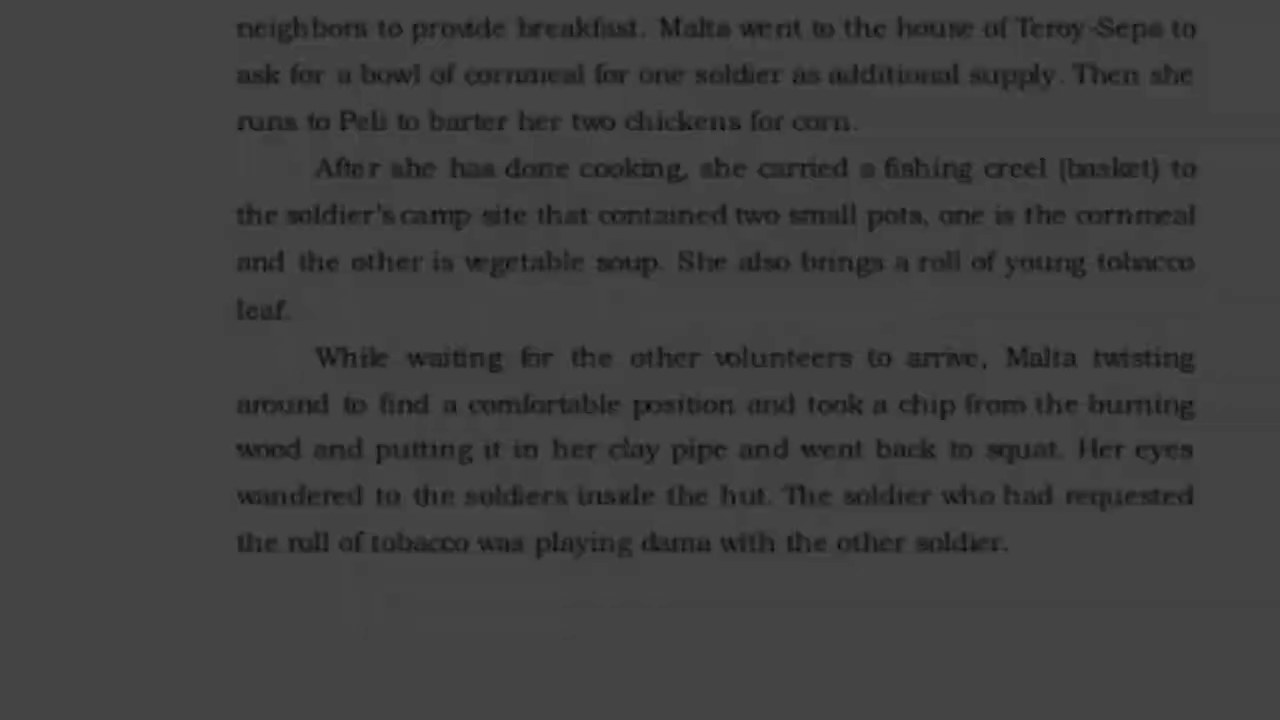 neighbors to provide breakfast. Malta went to the house of Teroy-Sepa to
ask for a bowl of cornmeal for one soldier as additional supply. Then she
runs to Peli to barter her two chickens for corn.
After she has done cooking, she carried a fishing creel (basket) to
the soldier's camp site that contained two small pots, one is the cornmeal
and the other is vegetable soup. She also brings a roll of young tobacco
leaf.
While waiting for the other volunteers to arrive, Malta twisting
around to find a comfortable position and took a chip from the burning
wood and putting it in her clay pipe and went back to squat. Her eyes
wandered to the soldiers inside the hut. The soldier who had requested
the roll of tobacco was playing dama with the other soldier.